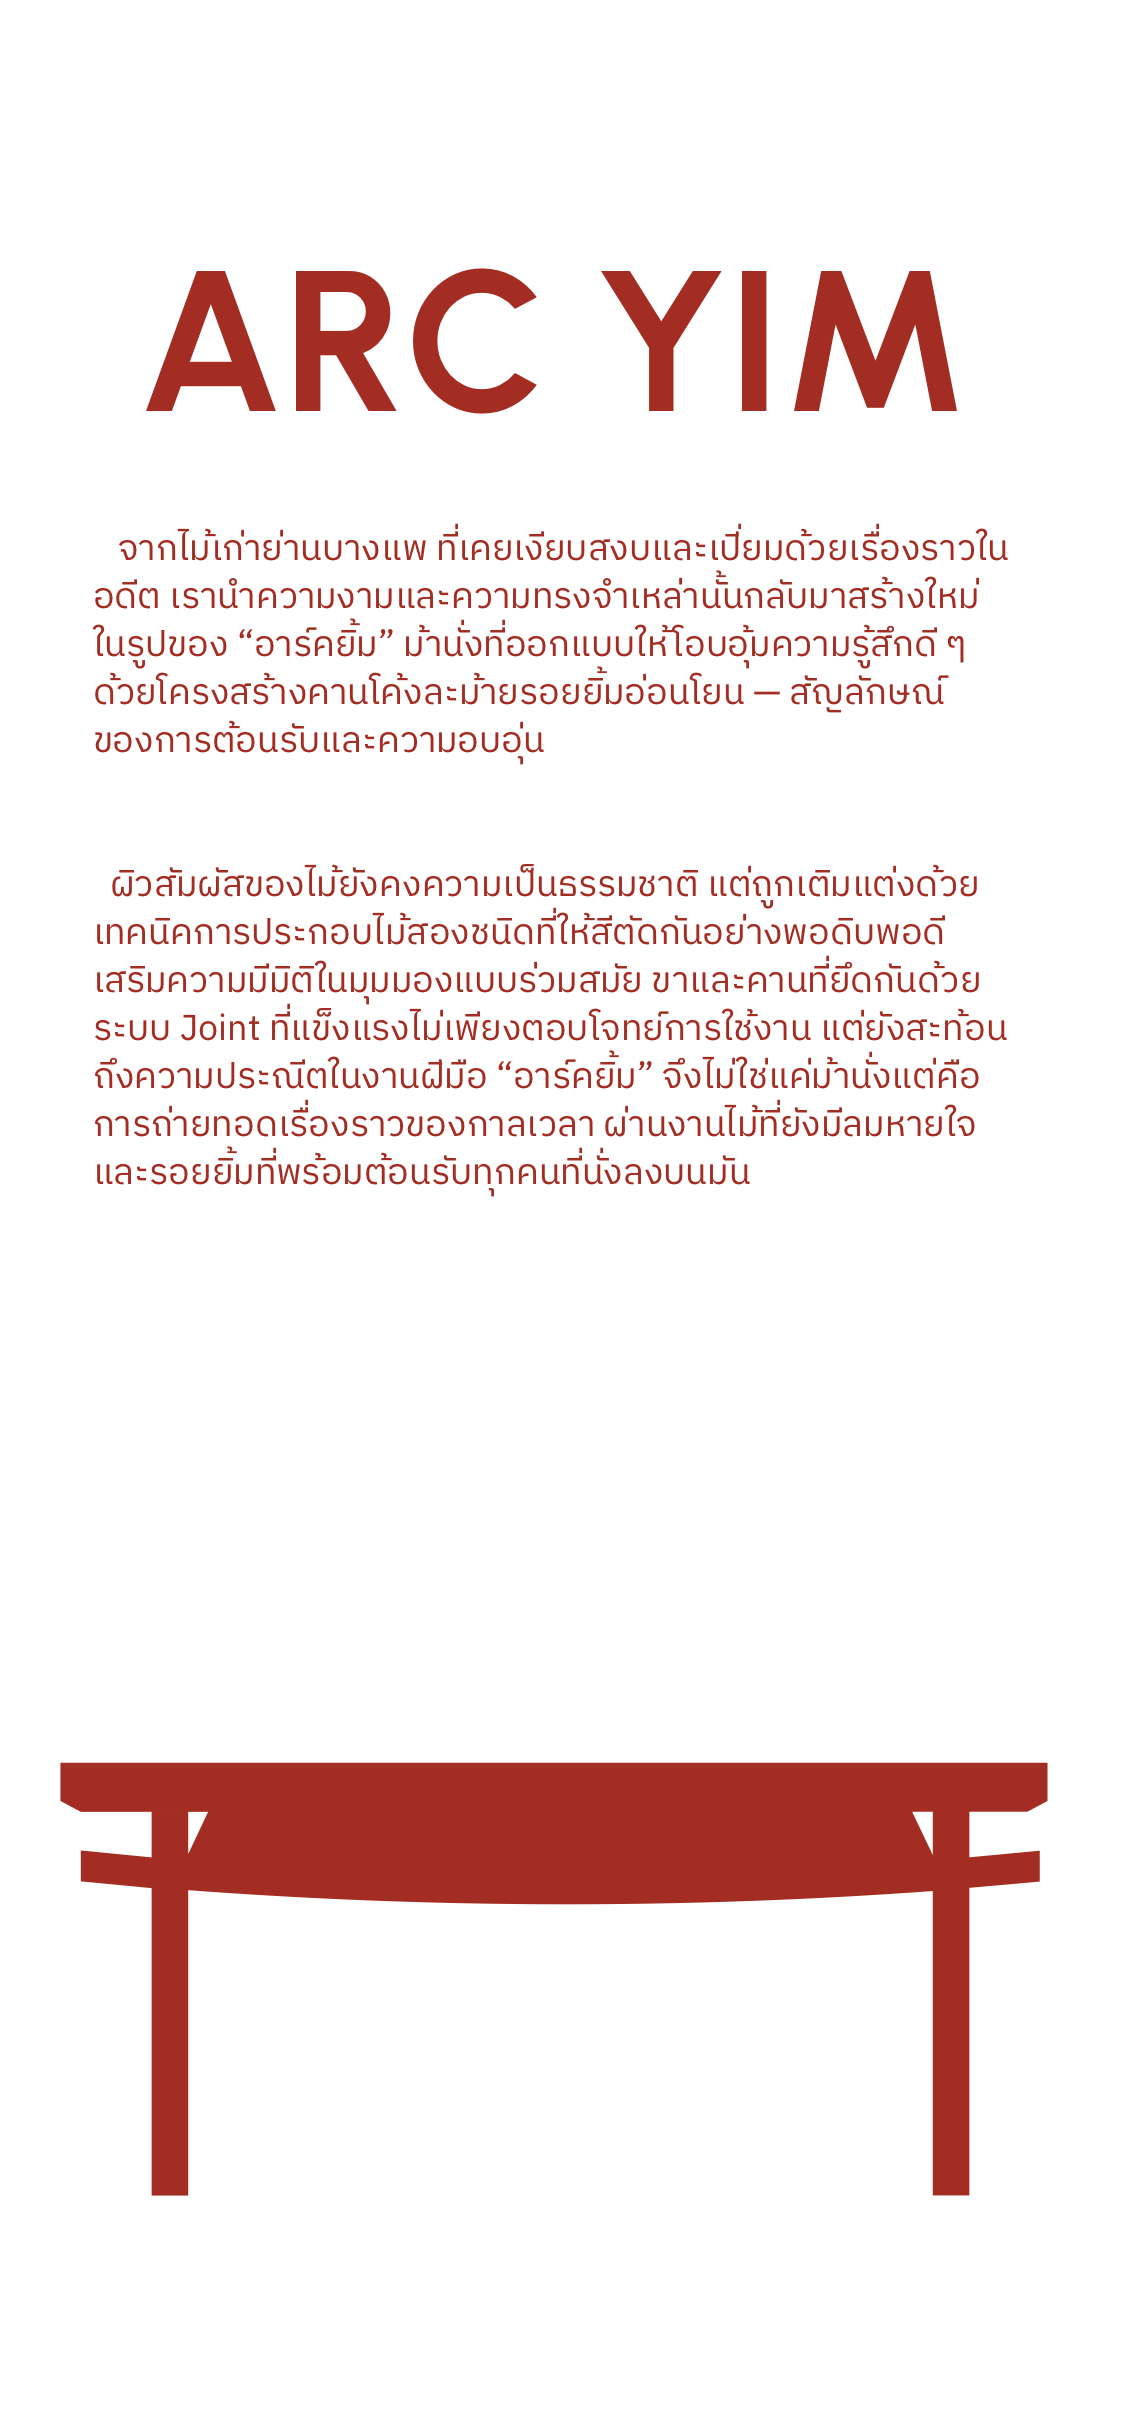 ARC YIM
จากไม้เก่าย่านบางแพ ที่เคยเงียบสงบและเปี่ยมด้วยเรื่องราวใน
อดีต เรานำความงามและความทรงจำเหล่านั้นกลับมาสร้างใหม่
ในรูปของ “อาร์คยิ้ม” ม้านั่งที่ออกแบบให้โอบอุ้มความรู้สึกดี ๆ
ด้วยโครงสร้างคานโค้งละม้ายรอยยิ้มอ่อนโยน — สัญลักษณ์
ของการต้อนรับและความอบอุ่น
ผิวสัมผัสของไม้ยังคงความเป็นธรรมชาติ แต่ถูกเติมแต่งด้วย
เทคนิคการประกอบไม้สองชนิดที่ให้สีตัดกันอย่างพอดิบพอดี
เสริมความมีมิติในมุมมองแบบร่วมสมัย ขาและคานที่ยึดกันด้วย
ระบบ Joint ที่แข็งแรงไม่เพียงตอบโจทย์การใช้งาน แต่ยังสะท้อน
ถึงความประณีตในงานฝีมือ “อาร์คยิ้ม” จึงไม่ใช่แค่ม้านั่งแต่คือ
การถ่ายทอดเรื่องราวของกาลเวลา ผ่านงานไม้ที่ยังมีลมหายใจ
และรอยยิ้มที่พร้อมต้อนรับทุกคนที่นั่งลงบนมัน